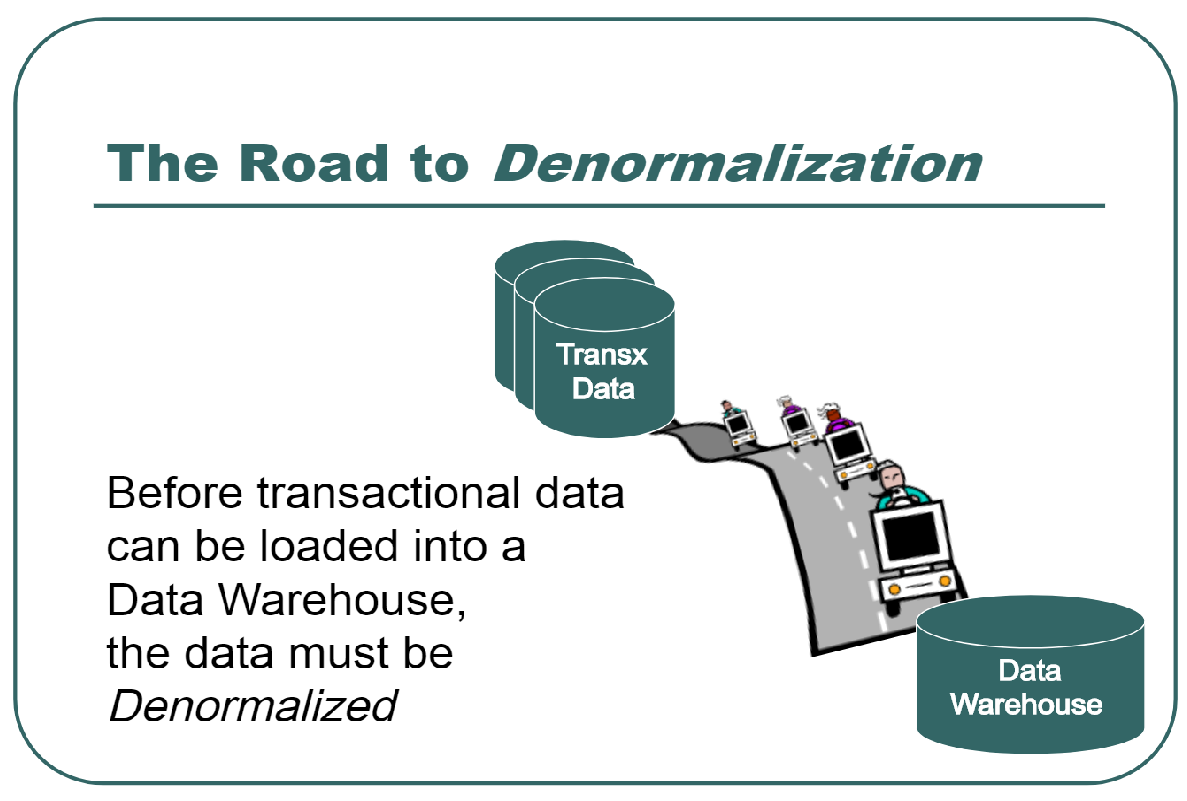 The Road to Denormalization
Transx
Data
Before transactional data
can be loaded into a
Data Warehouse,
the data must be
Denormalized
Data
Warehouse